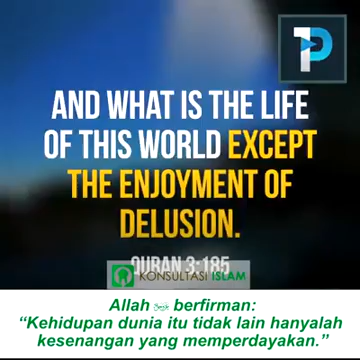 1P
AND WHAT IS THE LIFE
OF THIS WORLD EXCEPT
THE ENJOYMENT OF
DELUSION.
QURAN 3:185
KONSULTASI ISLAM
Allah ﷻ berfirman:
“Kehidupan dunia itu tidak lain hanyalah
kesenangan yang memperdayakan.”